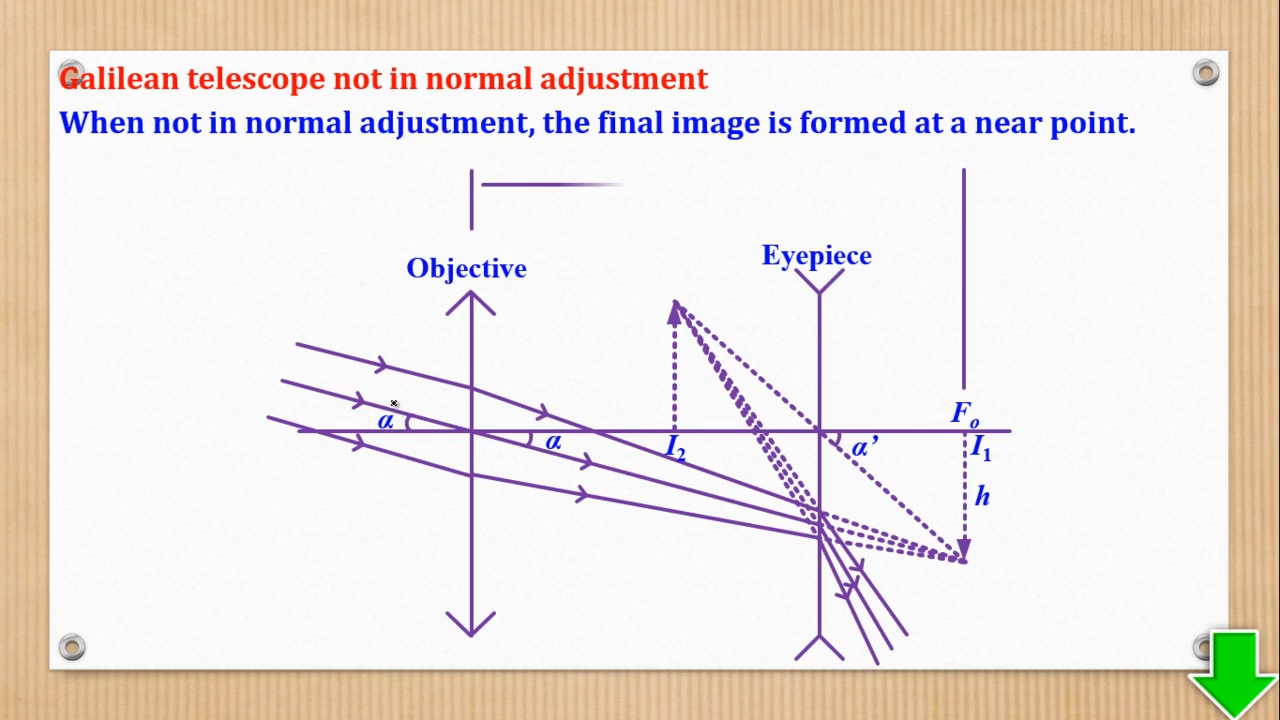 Galilean telescope not in normal adjustment
When not in normal adjustment, the final image is formed at a near point.
Eyepiece
Objective
F₀
α
α
I₂
α’
I₁
h